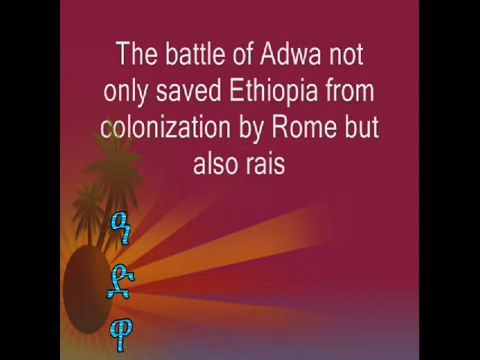 The battle of Adwa not
only saved Ethiopia from
colonization by Rome but
also rais
ዓ
ድ
ዋ